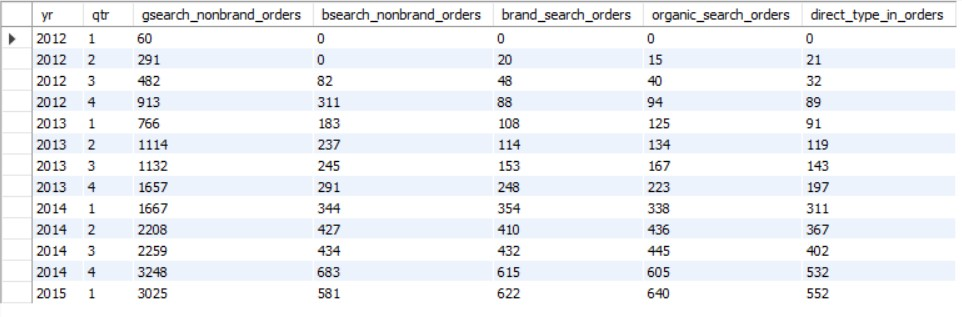 yr qtr gsearch_nonbrand_orders bsearch_nonbrand_orders brand_search_orders organic_search_orders direct_type_in_orders
2012 1 60 0 0 0 0
2012 2 291 0 20 15 21
2012 3 482 82 48 40 32
2012 4 913 311 88 94 89
2013 1 766 183 108 125 91
2013 2 1114 237 114 134 119
2013 3 1132 245 153 167 143
2013 4 1657 291 248 223 197
2014 1 1667 344 354 338 311
2014 2 2208 427 410 436 367
2014 3 2259 434 432 445 402
2014 4 3248 683 615 605 532
2015 1 3025 581 622 640 552